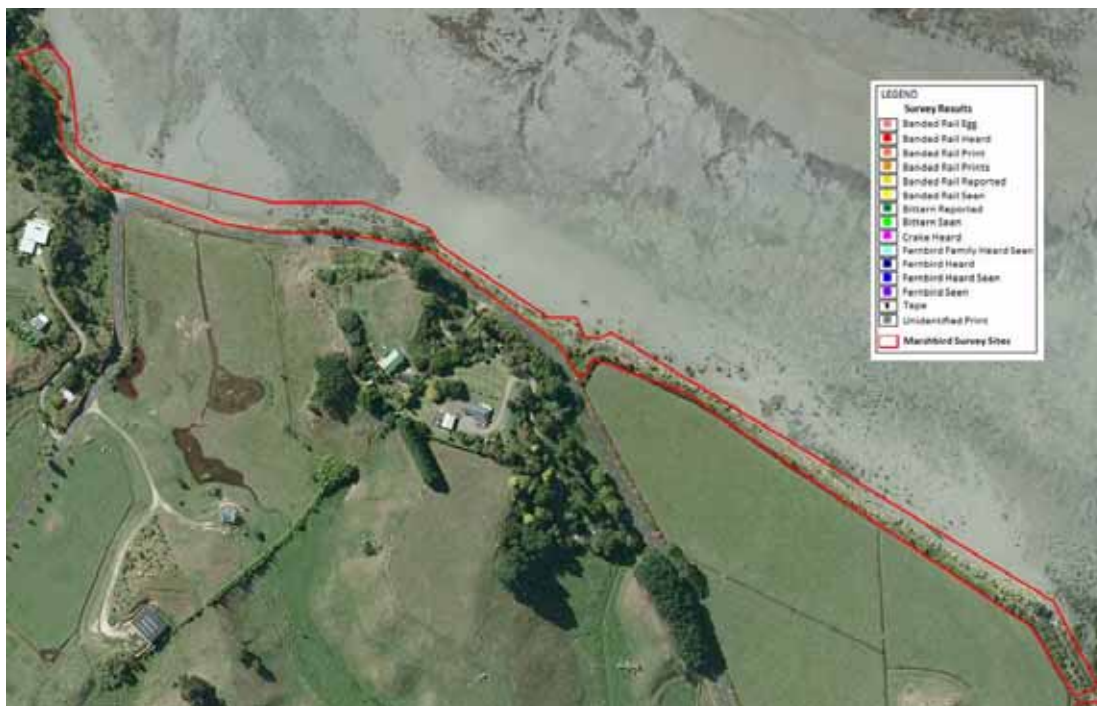 LEGEND
Survey Results
Banded Rail Egg
Banded Rail Heard
Banded Rail Print
Banded Rail Prints
Banded Rail Reported
Banded Rail Seen
Bittern Reported
Bittern Seen
Crake Heard
Fernbird Family Heard Seen
Fernbird Heard
Fernbird Heard Seen
Fernbird Seen
Tape
Unidentified Print
Marshbird Survey Sites